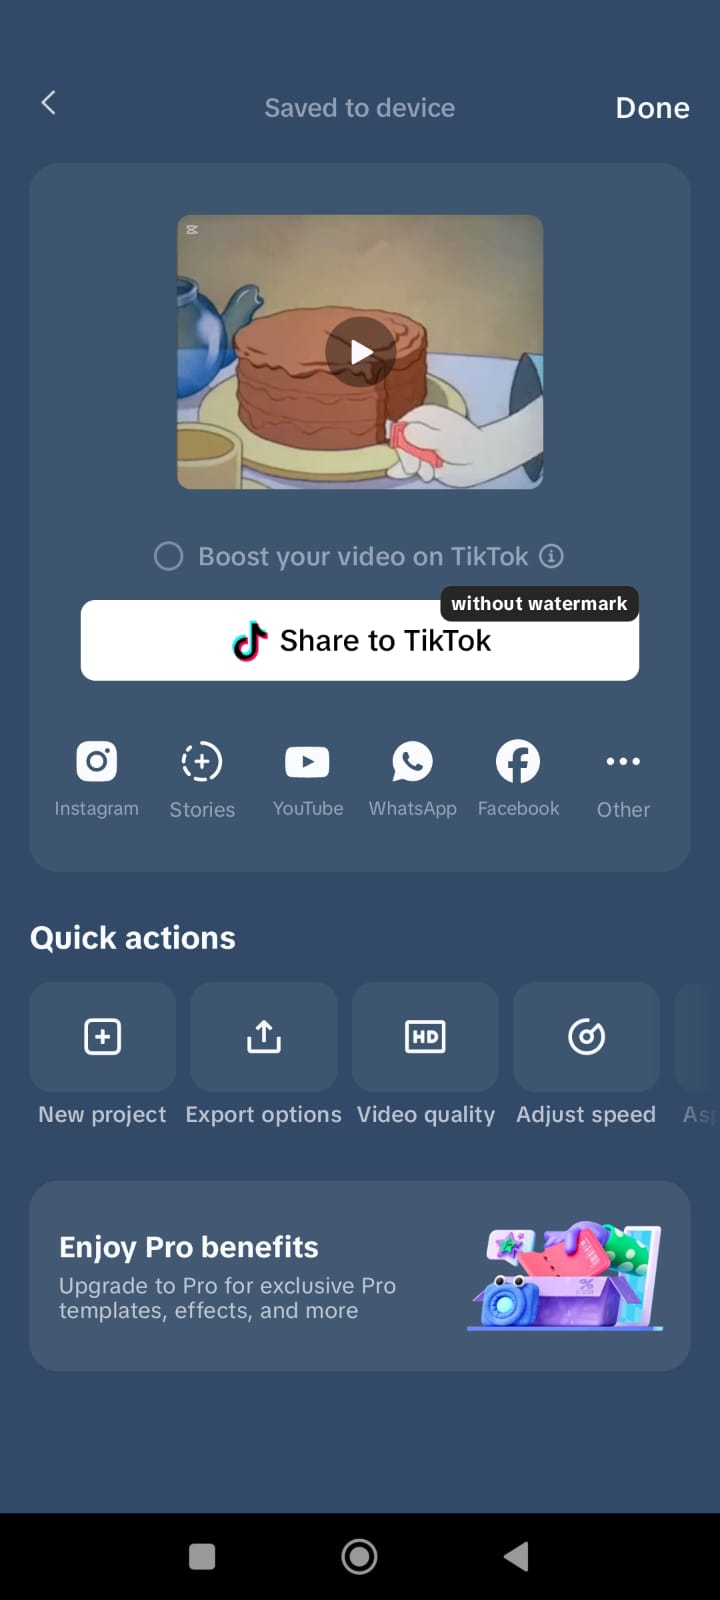 Saved to device
Done
Boost your video on TikTok
without watermark
Share to TikTok
Instagram
Stories
YouTube
WhatsApp
Facebook
Other
Quick actions
HD
New project
Export options
Video quality
Adjust speed
Enjoy Pro benefits
Upgrade to Pro for exclusive Pro
templates, effects, and more